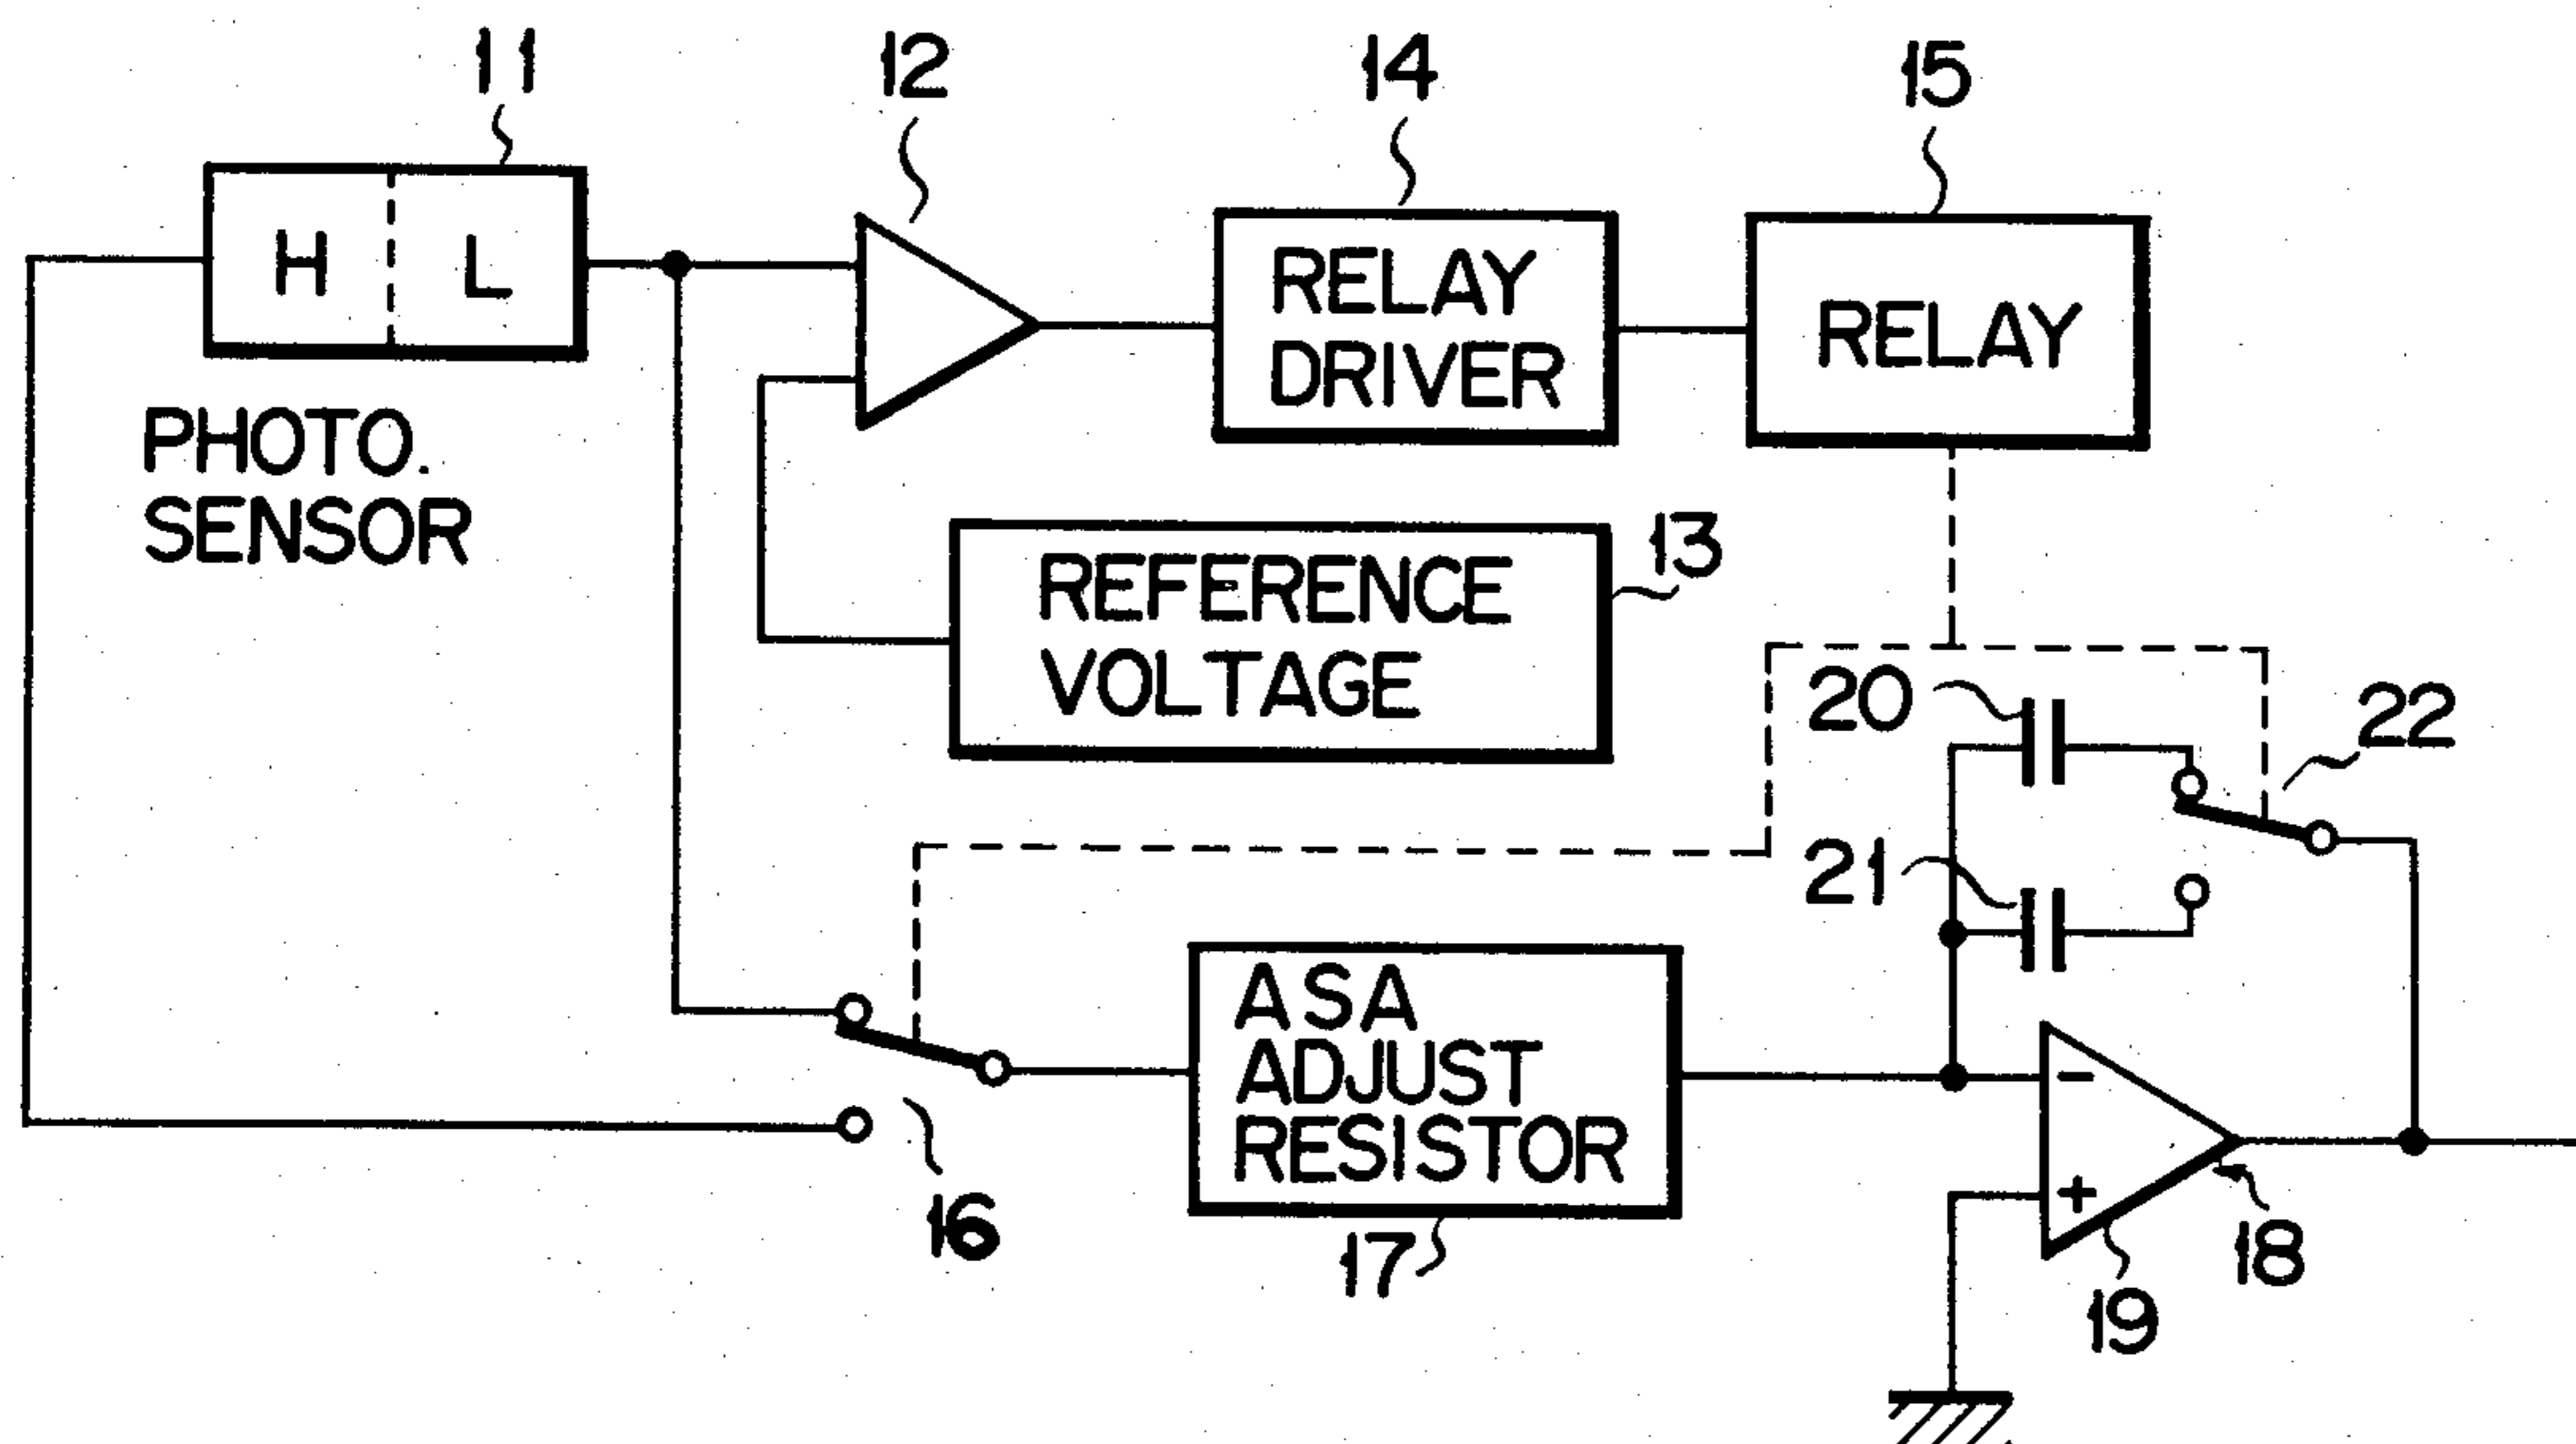 11
12
14
15
H
L
RELAY
DRIVER
RELAY
PHOTO.
SENSOR
13
REFERENCE
VOLTAGE
20
22
21
ASA
ADJUST
RESISTOR
-
+
16
17
18
19